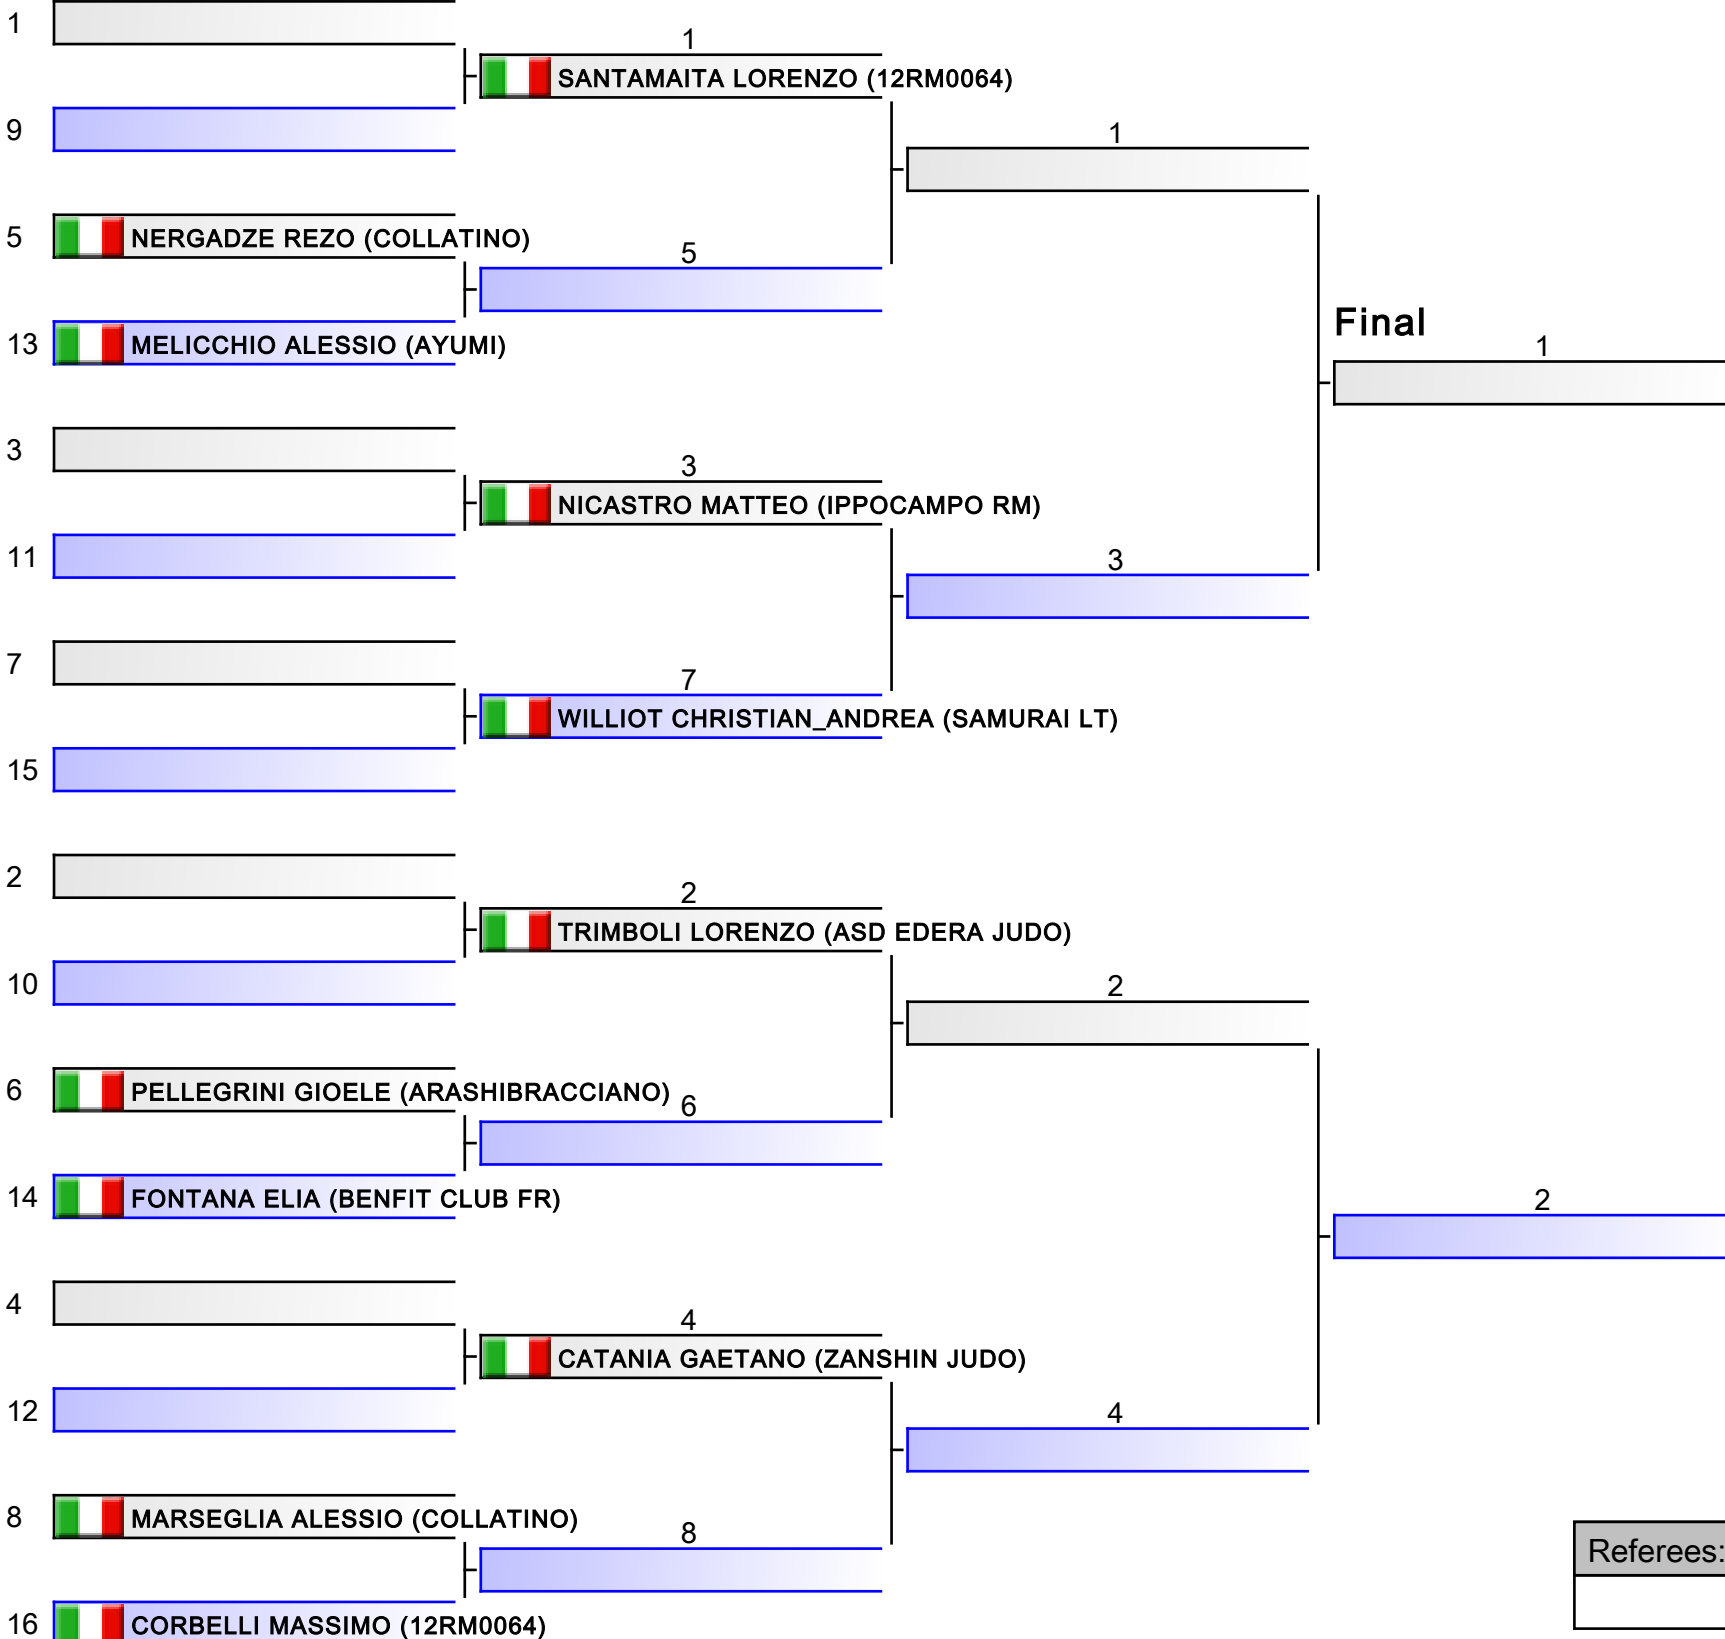 1
1
SANTAMAITA LORENZO (12RM0064)
9
1
5
NERGADZE REZO (COLLATINO)
5
13
MELICCHIO ALESSIO (AYUMI)
Final
1
3
3
NICASTRO MATTEO (IPPOCAMPO RM)
11
3
7
7
WILLIOT CHRISTIAN_ANDREA (SAMURAI LT)
15
2
2
TRIMBOLI LORENZO (ASD EDERA JUDO)
10
2
6
PELLEGRINI GIOELE (ARASHIBRACCIANO)
6
14
FONTANA ELIA (BENFIT CLUB FR)
2
4
4
CATANIA GAETANO (ZANSHIN JUDO)
12
4
8
MARSEGLIA ALESSIO (COLLATINO)
8
Referees:
16
CORBELLI MASSIMO (12RM0064)